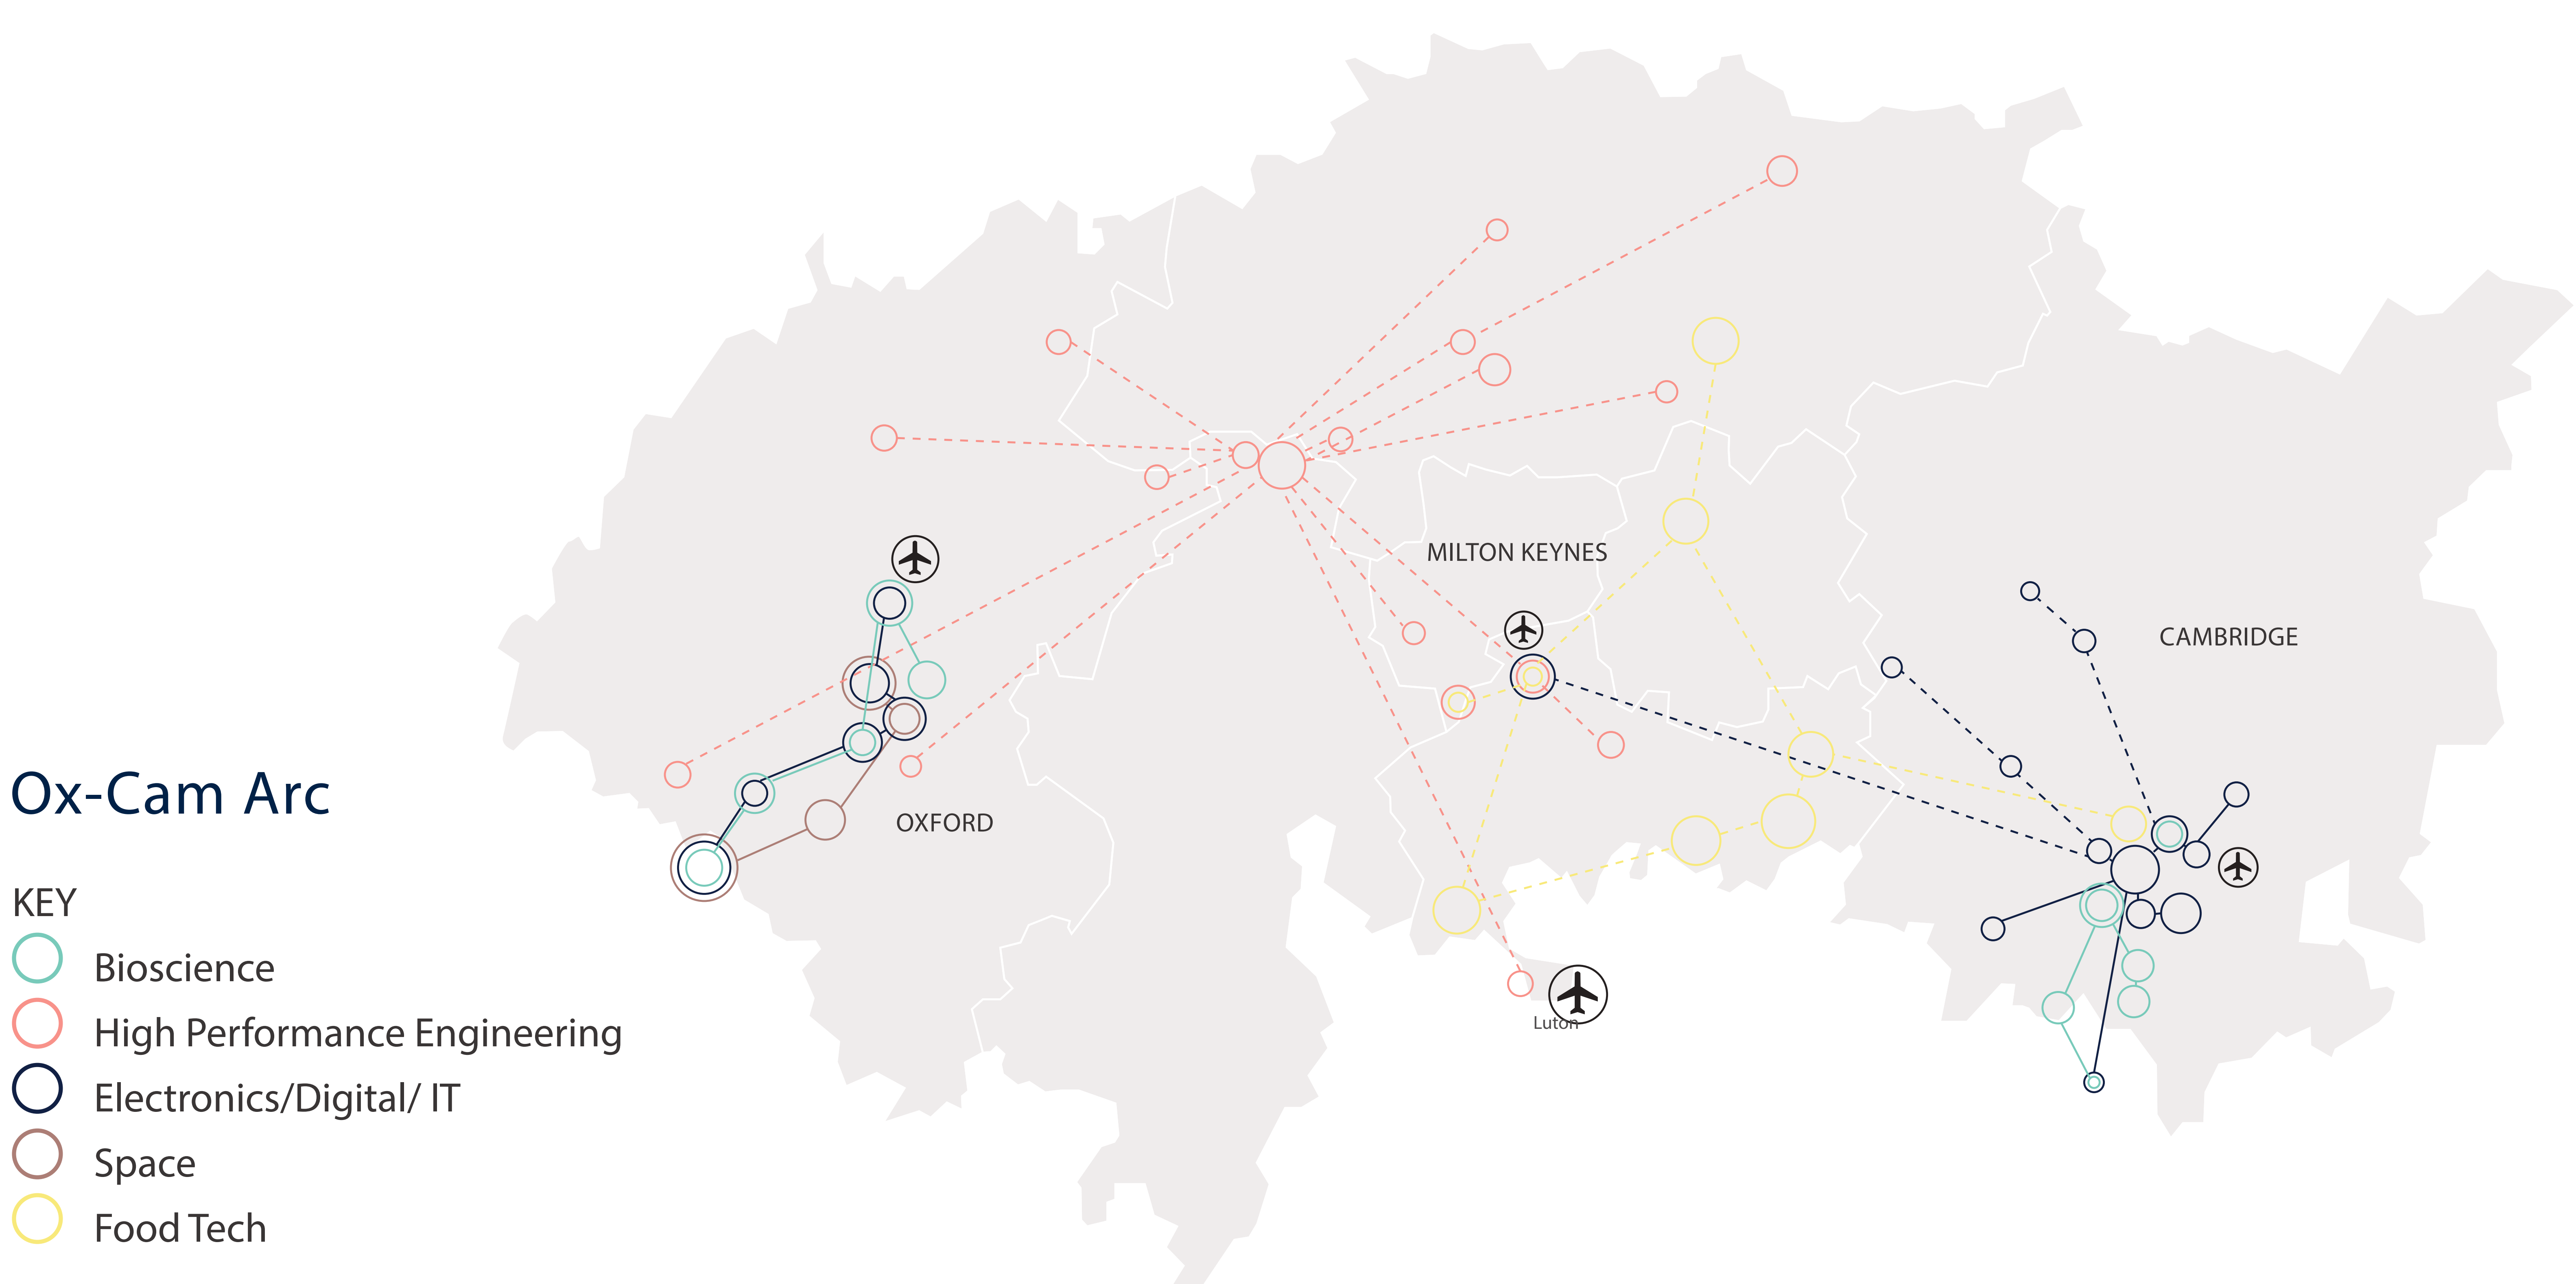 MILTON KEYNES
CAMBRIDGE
OXFORD
Luton
Ox-Cam Arc
KEY
Bioscience
High Performance Engineering
Electronics/Digital/ IT
Space
Food Tech